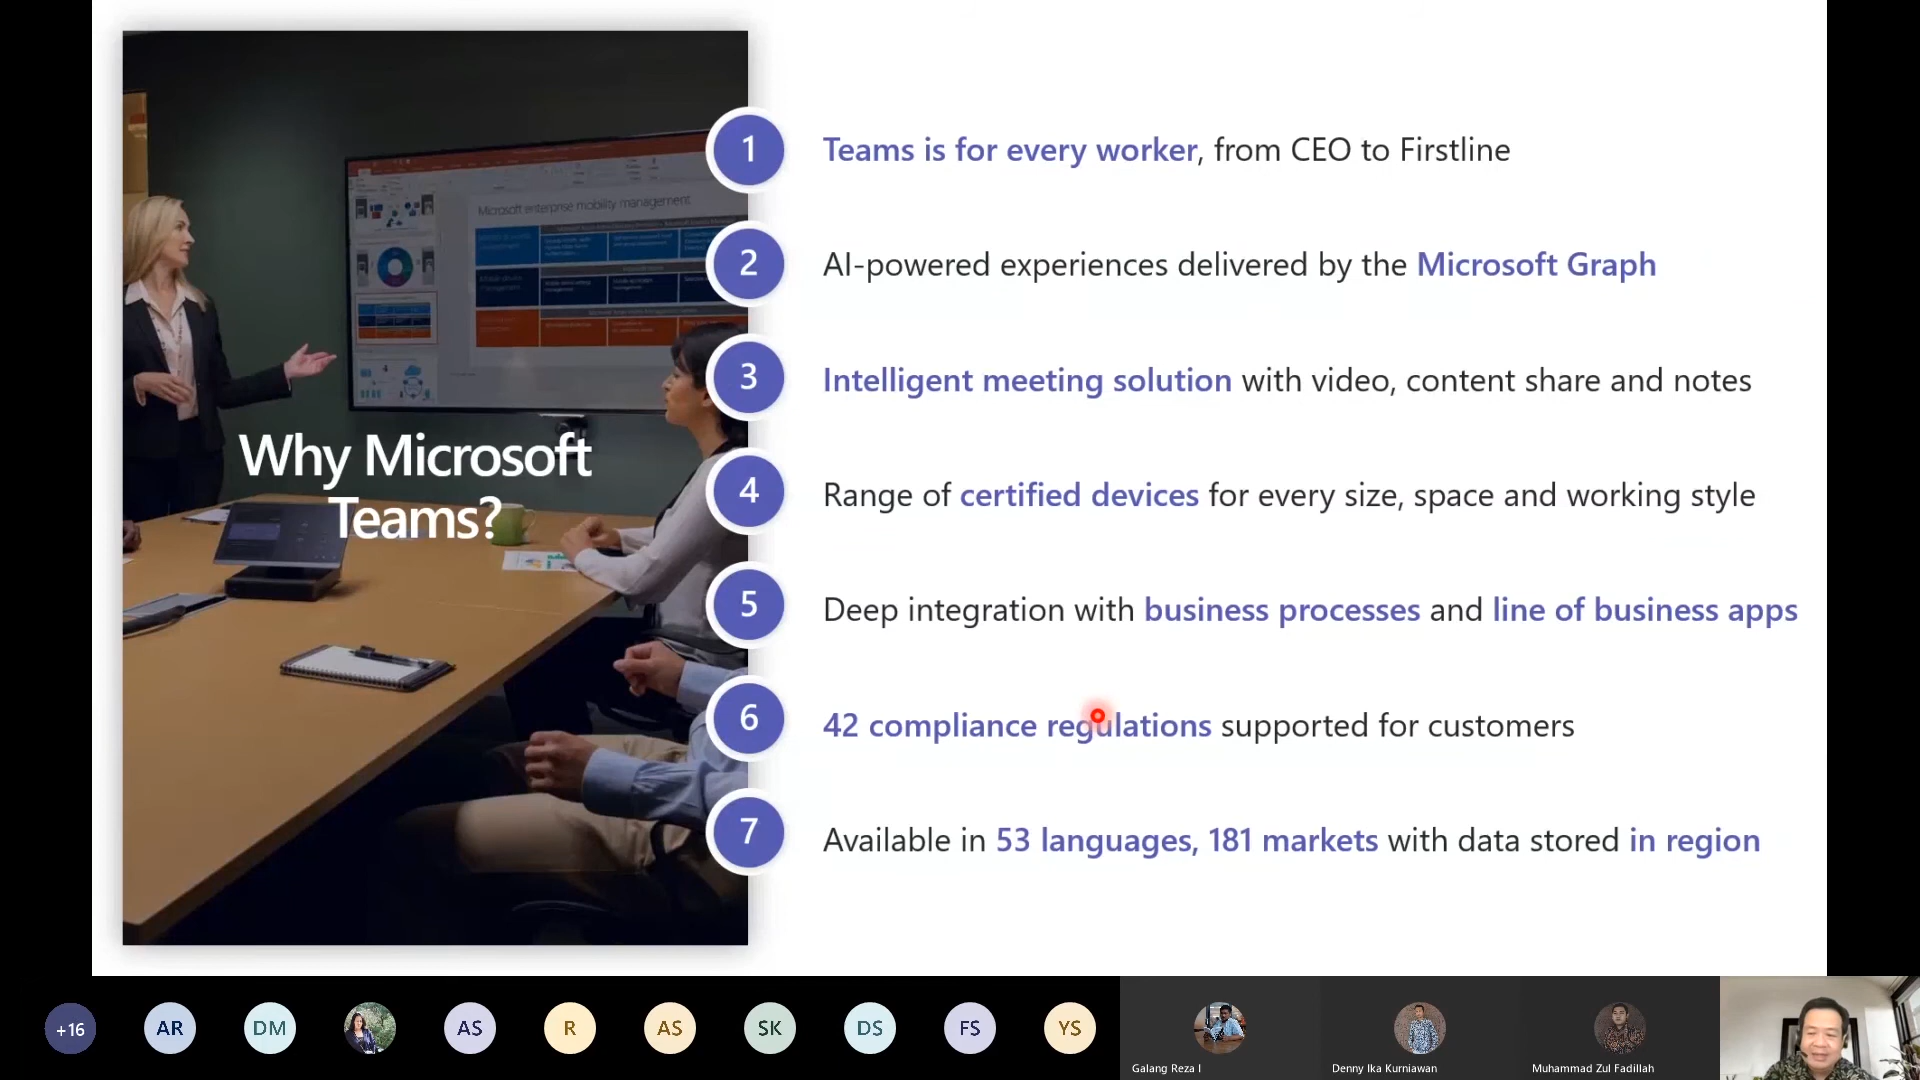 Why Microsoft
Teams?
Microsoft enterprise mobility management
1
Teams is for every worker, from CEO to Firstline
2
AI-powered experiences delivered by the Microsoft Graph
3
Intelligent meeting solution with video, content share and notes
4
Range of certified devices for every size, space and working style
5
Deep integration with business processes and line of business apps
6
42 compliance regulations supported for customers
7
Available in 53 languages, 181 markets with data stored in region
+16
AR
DM
AS
R
AS
SK
DS
FS
YS
Galang Reza I
Denny Ika Kurniawan
Muhammad Zul Fadillah